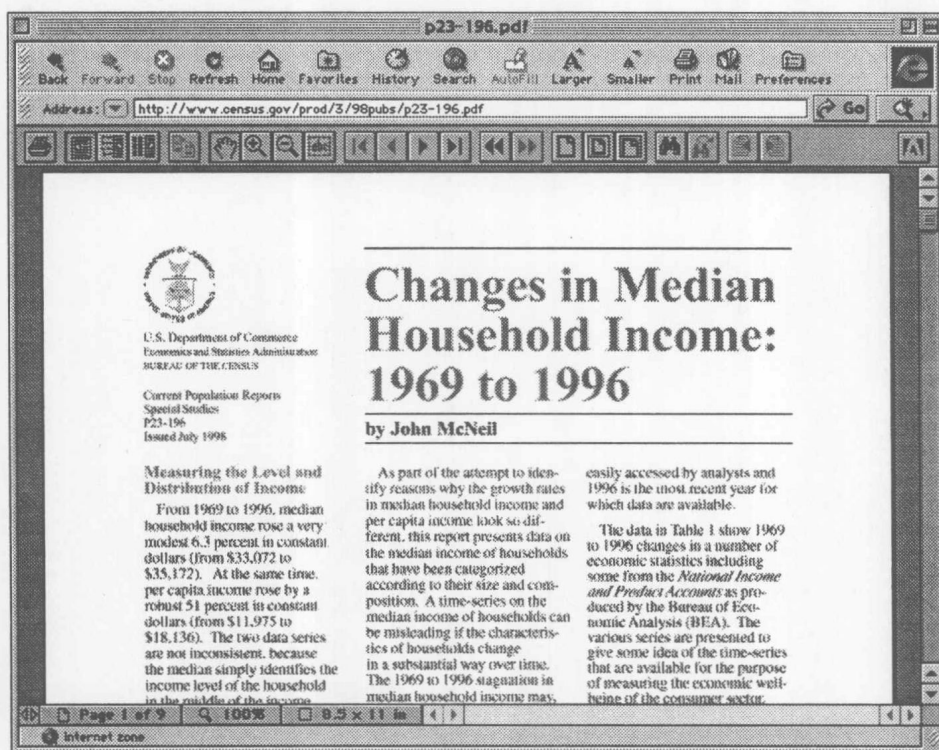 p23-196.pdf
Back Forward Stop Refresh Home Favorites History Search AutoFill Larger Smaller Print Mail Preferences
Address: http://www.census.gov/prod/3/98pubs/p23-196.pdf Go
U.S. Department of Commerce
Economics and Statistics Administration
BUREAU OF THE CENSUS
Current Population Reports
Special Studies
P23-196
Issued July 1998
Changes in Median
Household Income:
1969 to 1996
by John McNeil
Measuring the Level and
Distribution of Income
From 1969 to 1996, median
household income rose a very
modest 6.3 percent in constant
dollars (from $33,072 to
$35,172). At the same time,
per capita income rose by a
robust 51 percent in constant
dollars (from $11,975 to
$18,136). The two data series
are not inconsistent, because
the median simply identifies the
income level of the household
in the middle of the income
As part of the attempt to iden-
tify reasons why the growth rates
in median household income and
per capita income look so dif-
ferent, this report presents data on
the median income of households
that have been categorized
according to their size and com-
position. A time-series on the
median income of households can
be misleading if the characteris-
tics of households change
in a substantial way over time.
The 1969 to 1996 stagnation in
median household income may,
easily accessed by analysts and
1996 is the most recent year for
which data are available.
The data in Table 1 show 1969
to 1996 changes in a number of
economic statistics including
some from the National Income
and Product Accounts as pro-
duced by the Bureau of Eco-
nomic Analysis (BEA). The
various series are presented to
give some idea of the time-series
that are available for the purpose
of measuring the economic well-
being of the consumer sector.
Page 1 of 9 100% 8.5 x 11 in
Internet zone